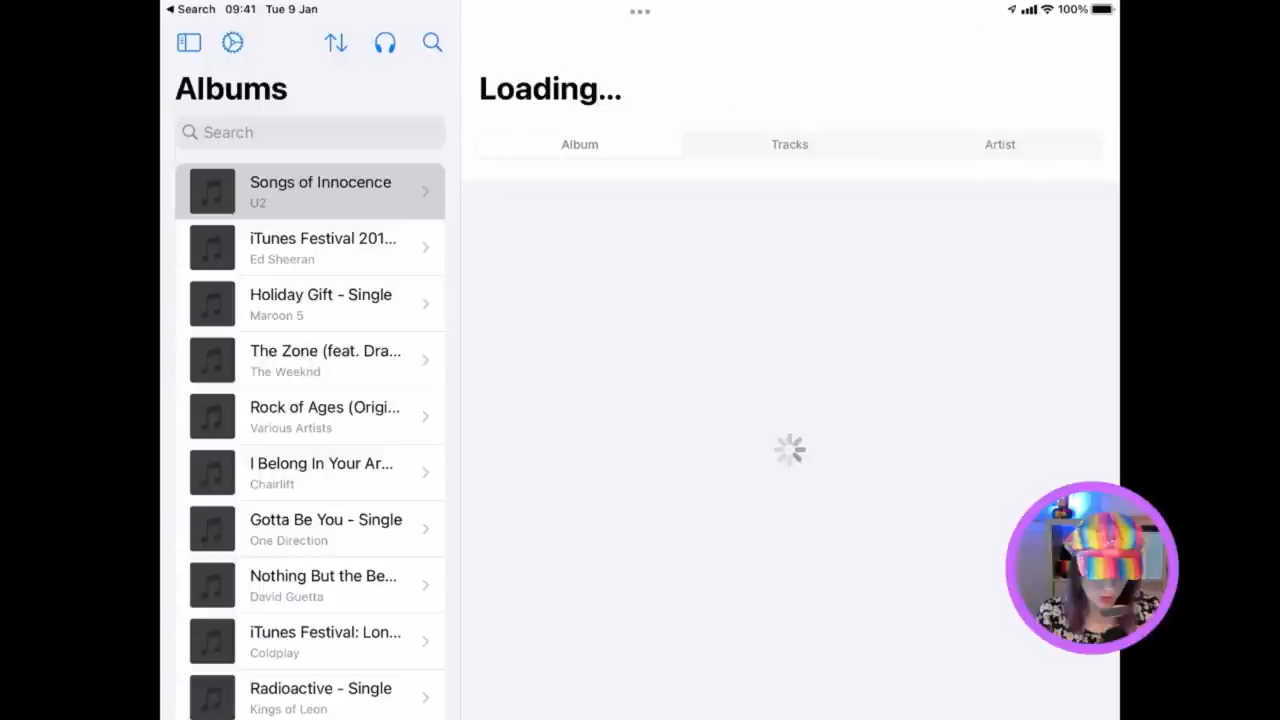 Search 09:41 Tue 9 Jan
100%
Albums
Search
Songs of Innocence
U2
iTunes Festival 201...
Ed Sheeran
Holiday Gift - Single
Maroon 5
The Zone (feat. Dra...
The Weeknd
Rock of Ages (Origi...
Various Artists
I Belong In Your Ar...
Chairlift
Gotta Be You - Single
One Direction
Nothing But the Be...
David Guetta
iTunes Festival: Lon...
Coldplay
Radioactive - Single
Kings of Leon
Loading...
Album Tracks Artist